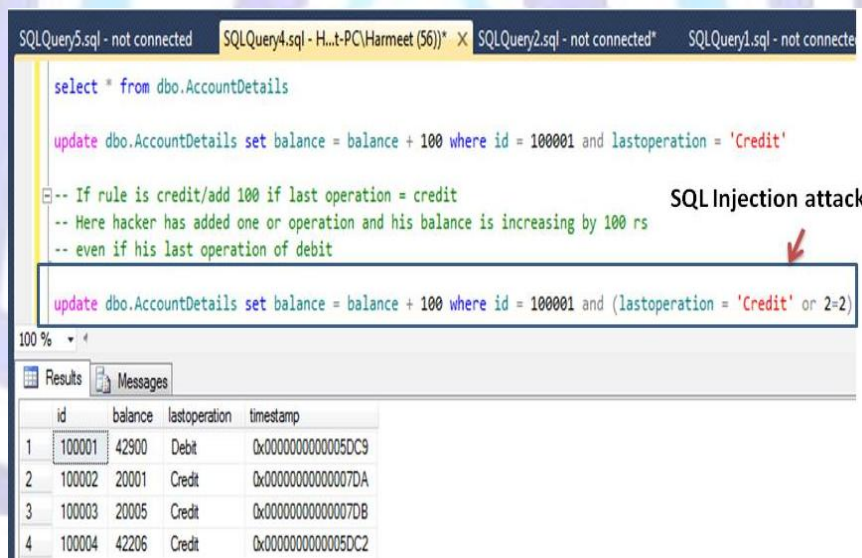 SQLQuery5.sql - not connected SQLQuery4.sql - H...t-PC\Harmeet (56))* X SQLQuery2.sql - not connected* SQLQuery1.sql - not connecte
select * from dbo.AccountDetails
update dbo.AccountDetails set balance = balance + 100 where id = 100001 and lastoperation = 'Credit'
-- If rule is credit/add 100 if last operation = credit
SQL Injection attack
-- Here hacker has added one or operation and his balance is increasing by 100 rs
-- even if his last operation of debit
update dbo.AccountDetails set balance = balance + 100 where id = 100001 and (lastoperation = 'Credit' or 2=2)
100 %
Results Messages
id balance lastoperation timestamp
1 100001 42900 Debit 0x0000000000005DC9
2 100002 20001 Credit 0x00000000000007DA
3 100003 20005 Credit 0x00000000000007DB
4 100004 42206 Credit 0x0000000000005DC2